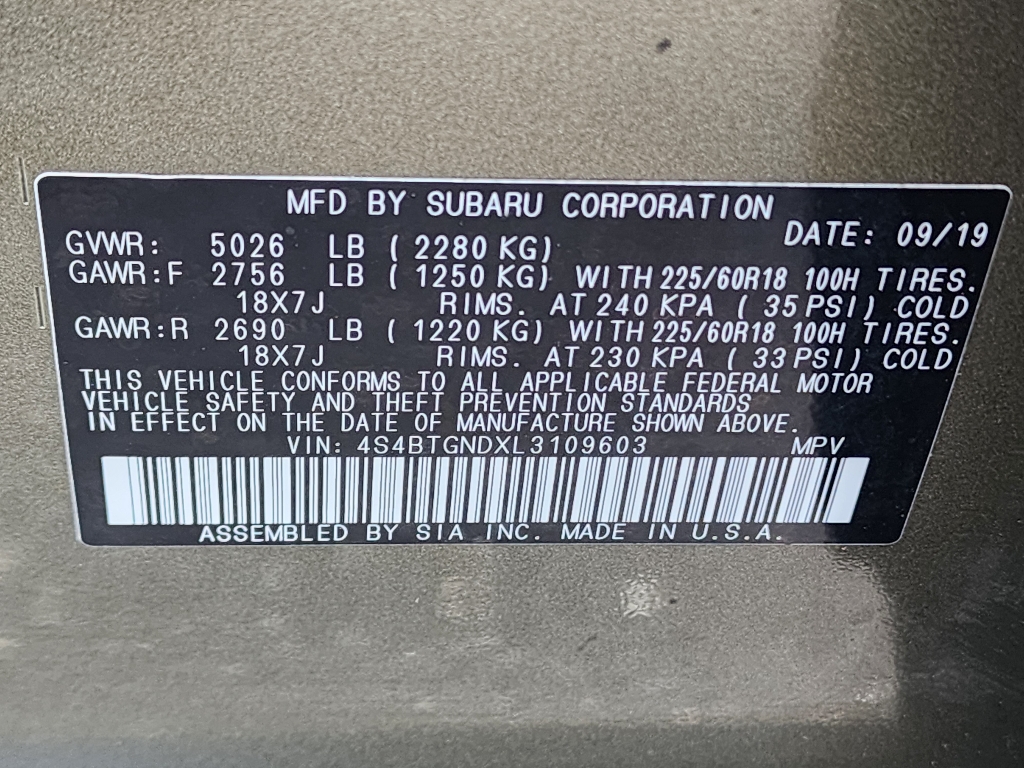 MFD BY SUBARU CORPORATION
DATE: 09/19
GVWR: 5026 LB ( 2280 KG)
GAWR:F 2756 LB ( 1250 KG) WITH 225/60R18 100H TIRES.
18X7J RIMS. AT 240 KPA ( 35 PSI) COLD
GAWR:R 2690 LB ( 1220 KG) WITH 225/60R18 100H TIRES.
18X7J RIMS. AT 230 KPA ( 33 PSI) COLD
THIS VEHICLE CONFORMS TO ALL APPLICABLE FEDERAL MOTOR
VEHICLE SAFETY AND THEFT PREVENTION STANDARDS
IN EFFECT ON THE DATE OF MANUFACTURE SHOWN ABOVE.
VIN: 4S4BTGNDXL3109603 MPV
ASSEMBLED BY SIA INC. MADE IN U.S.A.